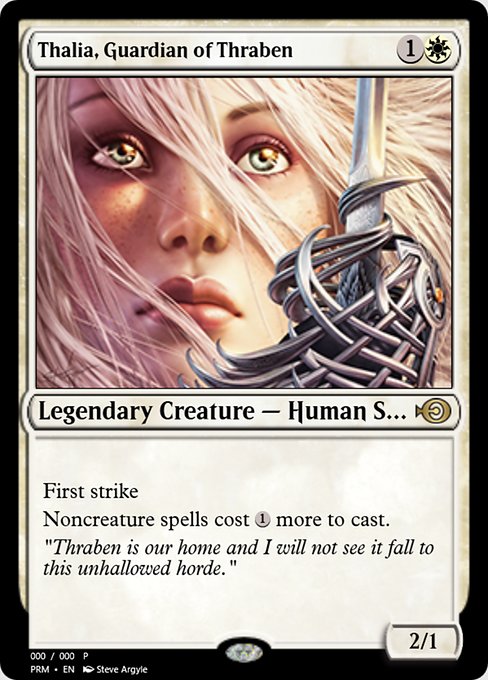 Thalia, Guardian of Thraben 1
Legendary Creature — Human S...
First strike
Noncreature spells cost 1 more to cast.
"Thraben is our home and I will not see it fall to
this unhallowed horde."
2/1
000 / 000 P
PRM • EN Steve Argyle